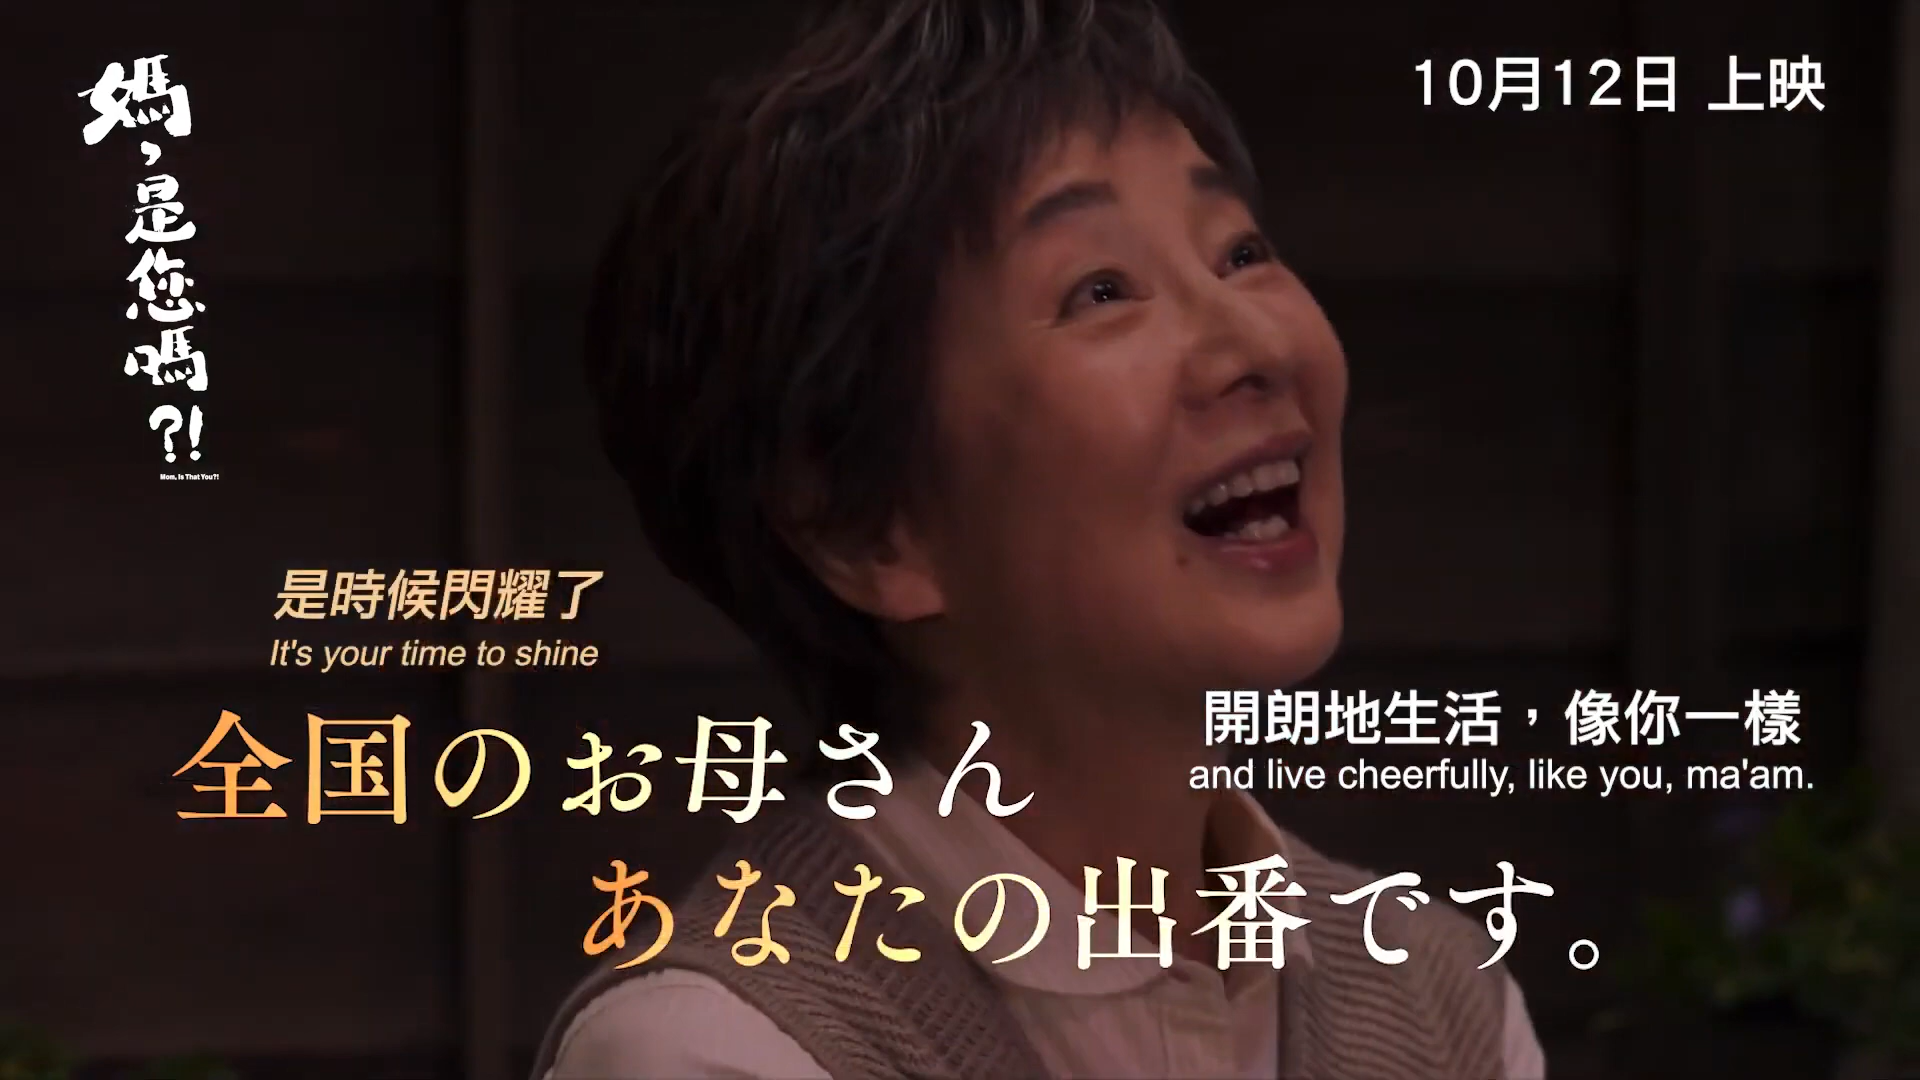 媽，是您嗎?!
Mom, Is That You?!
10月12日 上映
是時候閃耀了
It's your time to shine
全国のお母さん
開朗地生活，像你一樣
and live cheerfully, like you, ma'am.
あなたの出番です。